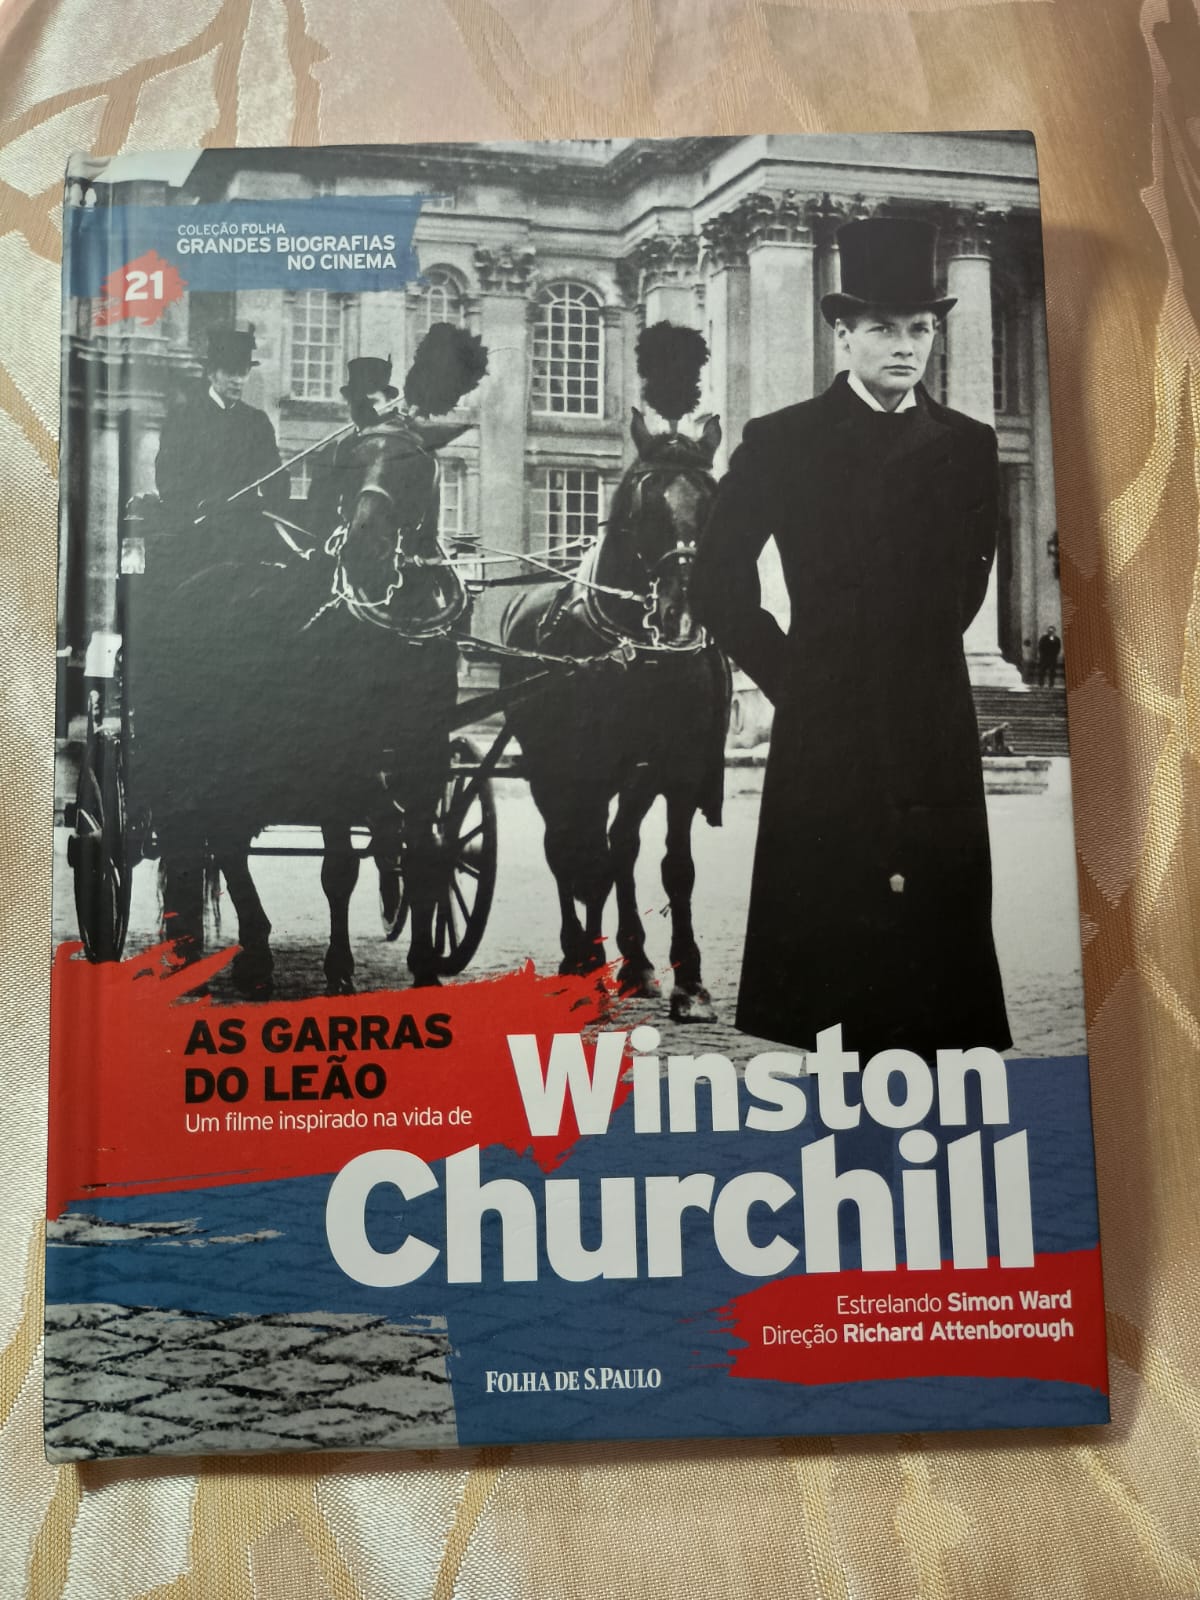 COLEÇÃO FOLHA
GRANDES BIOGRAFIAS
NO CINEMA
21
AS GARRAS
DO LEÃO
Um filme inspirado na vida de
Winston
Churchill
Estrelando Simon Ward
Direção Richard Attenborough
FOLHA DE S.PAULO